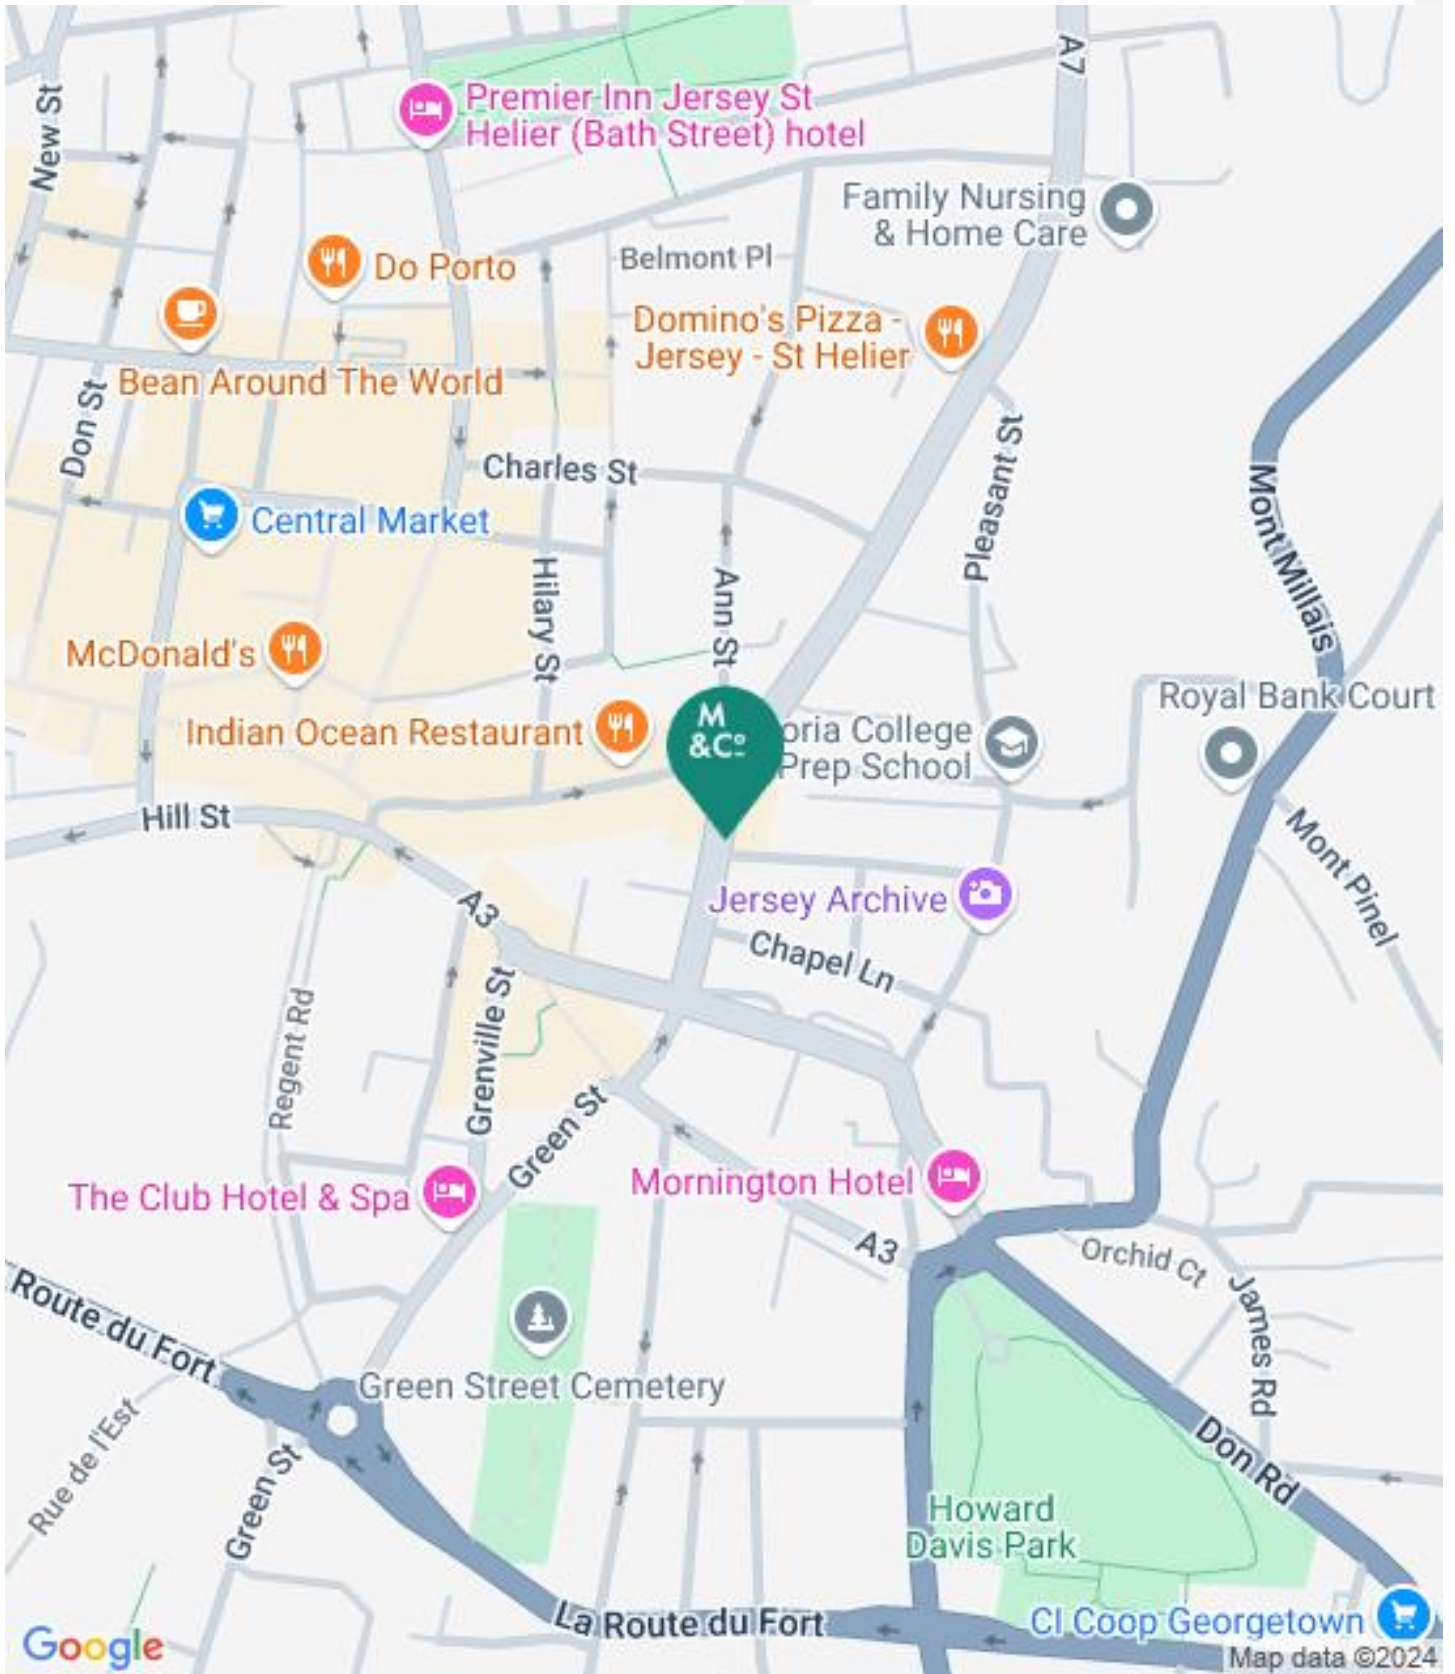 A7
New St
Premier Inn Jersey St
Helier (Bath Street) hotel
Family Nursing
& Home Care
Belmont Pl
Do Porto
Domino's Pizza -
Jersey - St Helier
Bean Around The World
Don St
Charles St
Pleasant St
Central Market
Mont Millais
Hilary St
Ann St
McDonald's
Royal Bank Court
Indian Ocean Restaurant
M
&Cº
oria College
Prep School
Hill St
Mont Pinel
A3
Jersey Archive
Chapel Ln
Regent Rd
Grenville St
Green St
The Club Hotel & Spa
Mornington Hotel
A3
Orchid Ct
James Rd
Route du Fort
Green Street Cemetery
Rue de l'Est
Green St
Don Rd
Howard
Davis Park
La Route du Fort
CI Coop Georgetown
Google
Map data ©2024